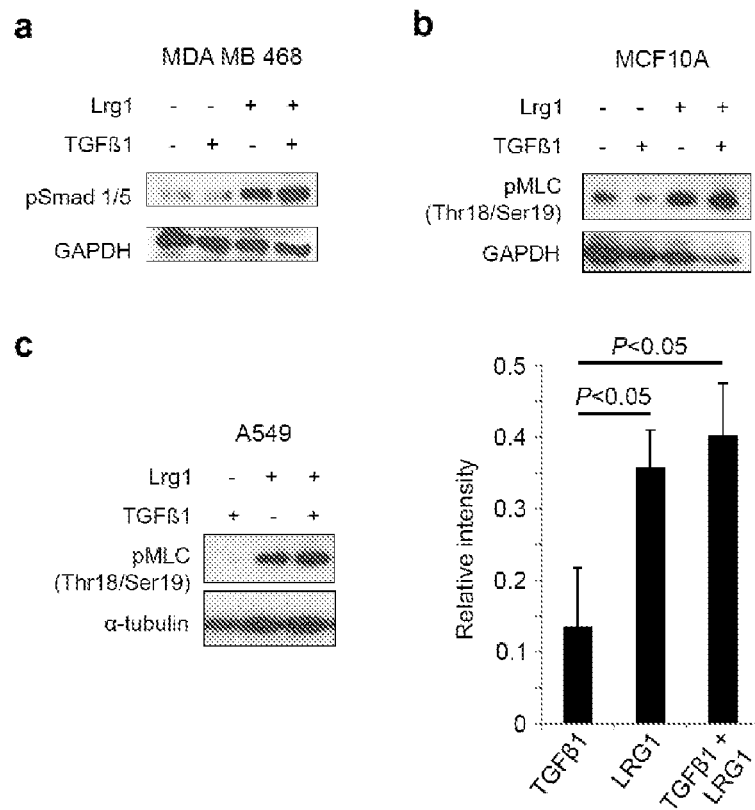 a
MDA MB 468
Lrg1 - - + +
TGFß1 - + - +
pSmad 1/5
GAPDH
b
MCF10A
Lrg1 - - + +
TGFß1 - + - +
pMLC
(Thr18/Ser19)
GAPDH
c
A549
Lrg1 - + +
TGFß1 + - +
pMLC
(Thr18/Ser19)
α-tubulin
P<0.05
P<0.05
0.5
0.4
0.3
0.2
0.1
0
Relative intensity
TGFβ1
LRG1
TGFβ1 +
LRG1